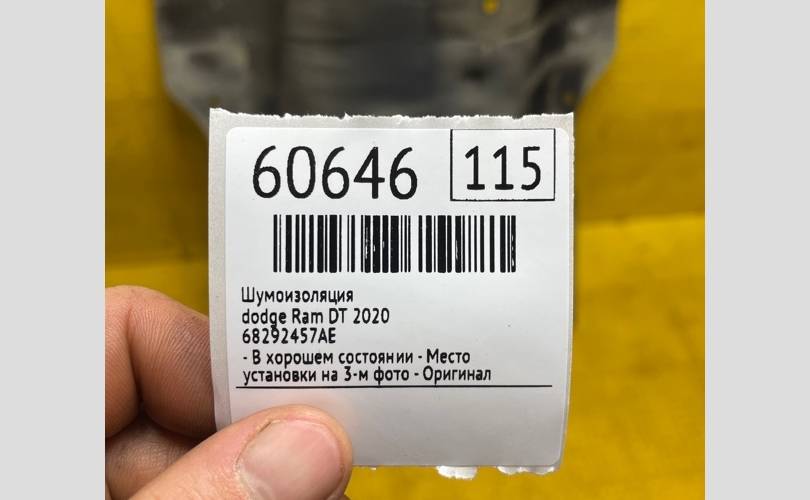 60646 115
Шумоизоляция
dodge Ram DT 2020
68292457AE
- В хорошем состоянии - Место
установки на 3-м фото - Оригинал